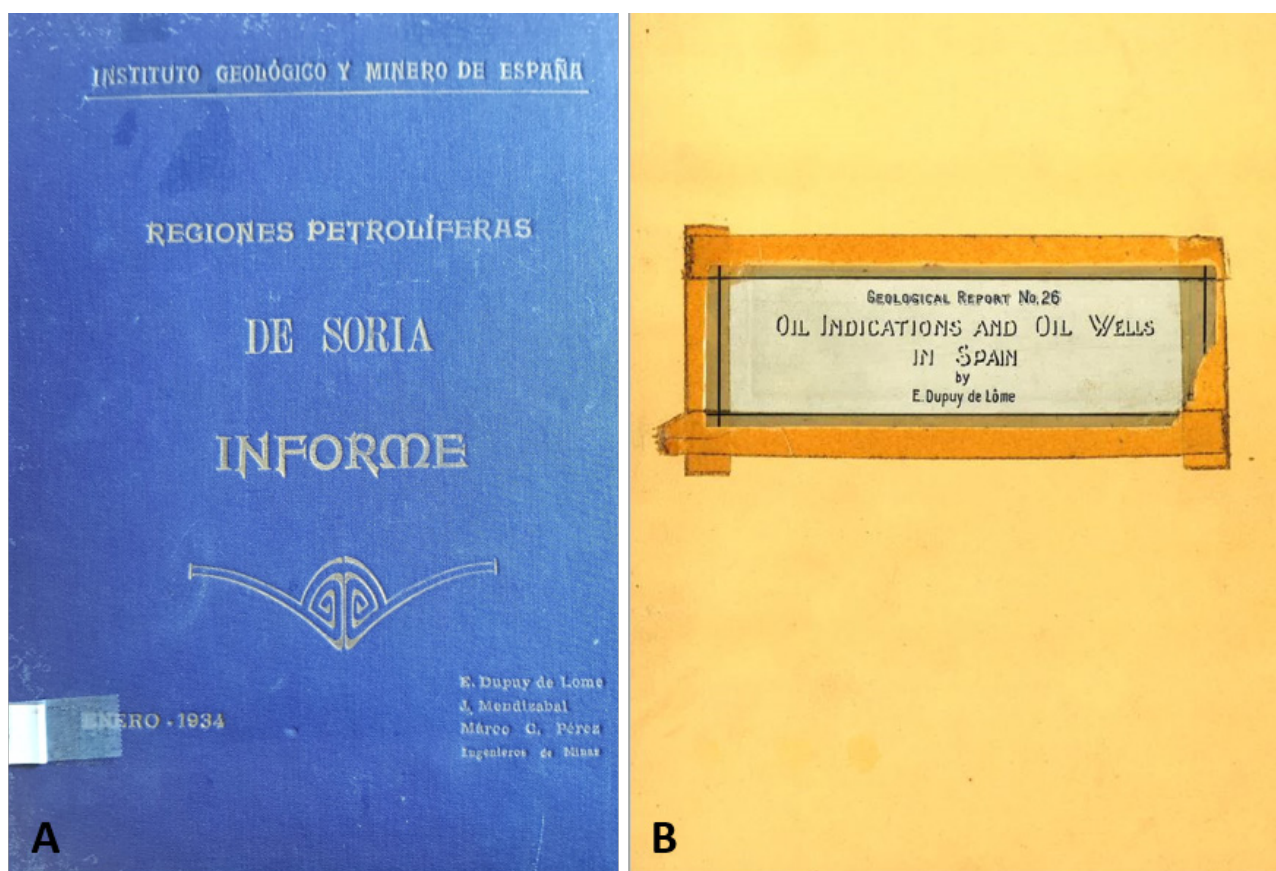 INSTITUTO GEOLÓGICO Y MINERO DE ESPAÑA
REGIONES PETROLÍFERAS
DE SORIA
INFORME
E. Dupuy de Lome
J. Mendizabal
Márco C. Pérez
Ingenieros de Minas
ENERO - 1934
A
GEOLOGICAL REPORT No. 26
OIL INDICATIONS AND OIL WELLS
IN SPAIN
by
E. Dupuy de Lôme
B